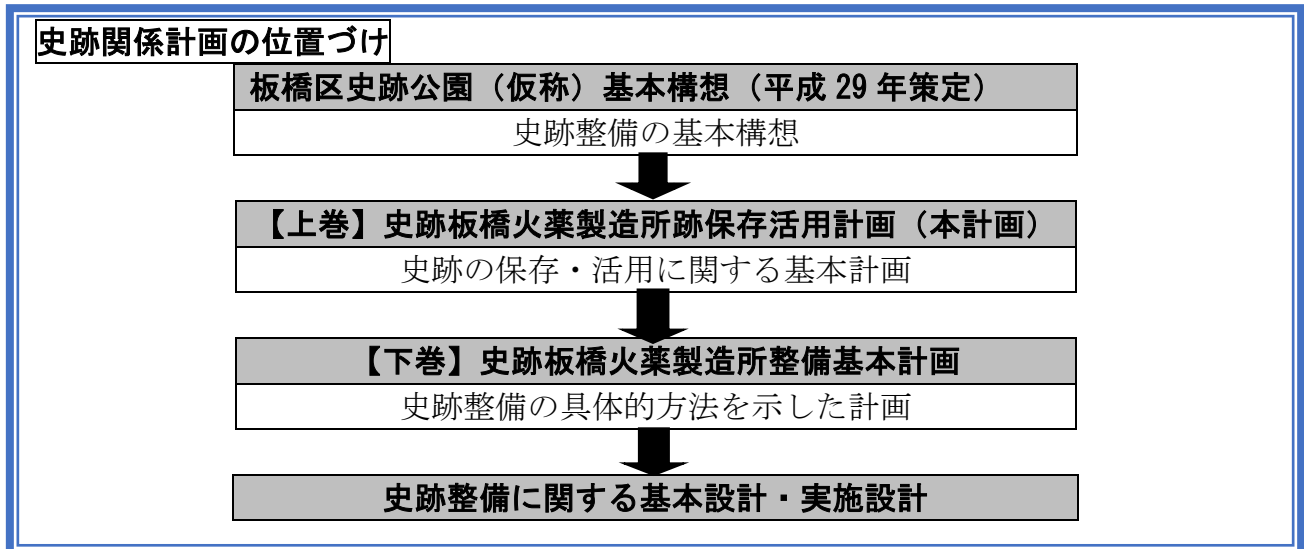 史跡関係計画の位置づけ
板橋区史跡公園（仮称）基本構想（平成 29 年策定）
史跡整備の基本構想
【上巻】史跡板橋火薬製造所跡保存活用計画（本計画）
史跡の保存・活用に関する基本計画
【下巻】史跡板橋火薬製造所整備基本計画
史跡整備の具体的方法を示した計画
史跡整備に関する基本設計・実施設計